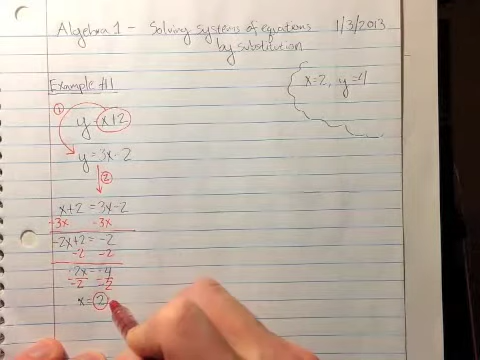 Algebra 1 - Solving systems of equations 1/3/2013
by substitution
x=2, y=4
Example #1
①
y=x+2
y=3x-2
②
x+2=3x-2
-3x -3x
-2x+2=-2
-2 -2
-2x=-4
-2 -2
x=2